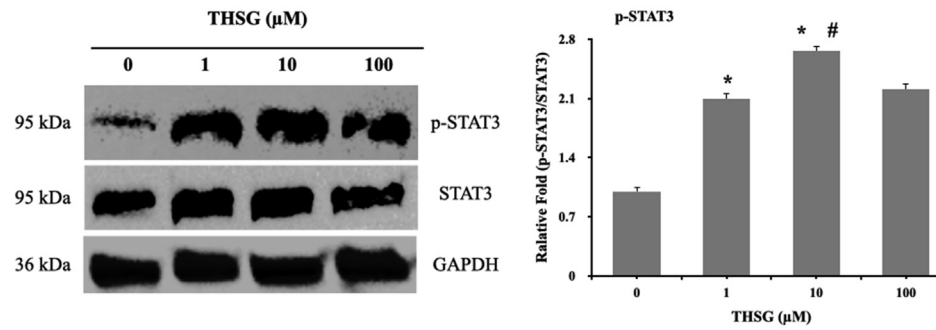 THSG (µM)
0 1 10 100
95 kDa p-STAT3
95 kDa STAT3
36 kDa GAPDH
p-STAT3
Ralative Fold (p-STAT3/STAT3)
2.8
2.1
1.4
0.7
0
*
* #
0 1 10 100
THSG (µM)